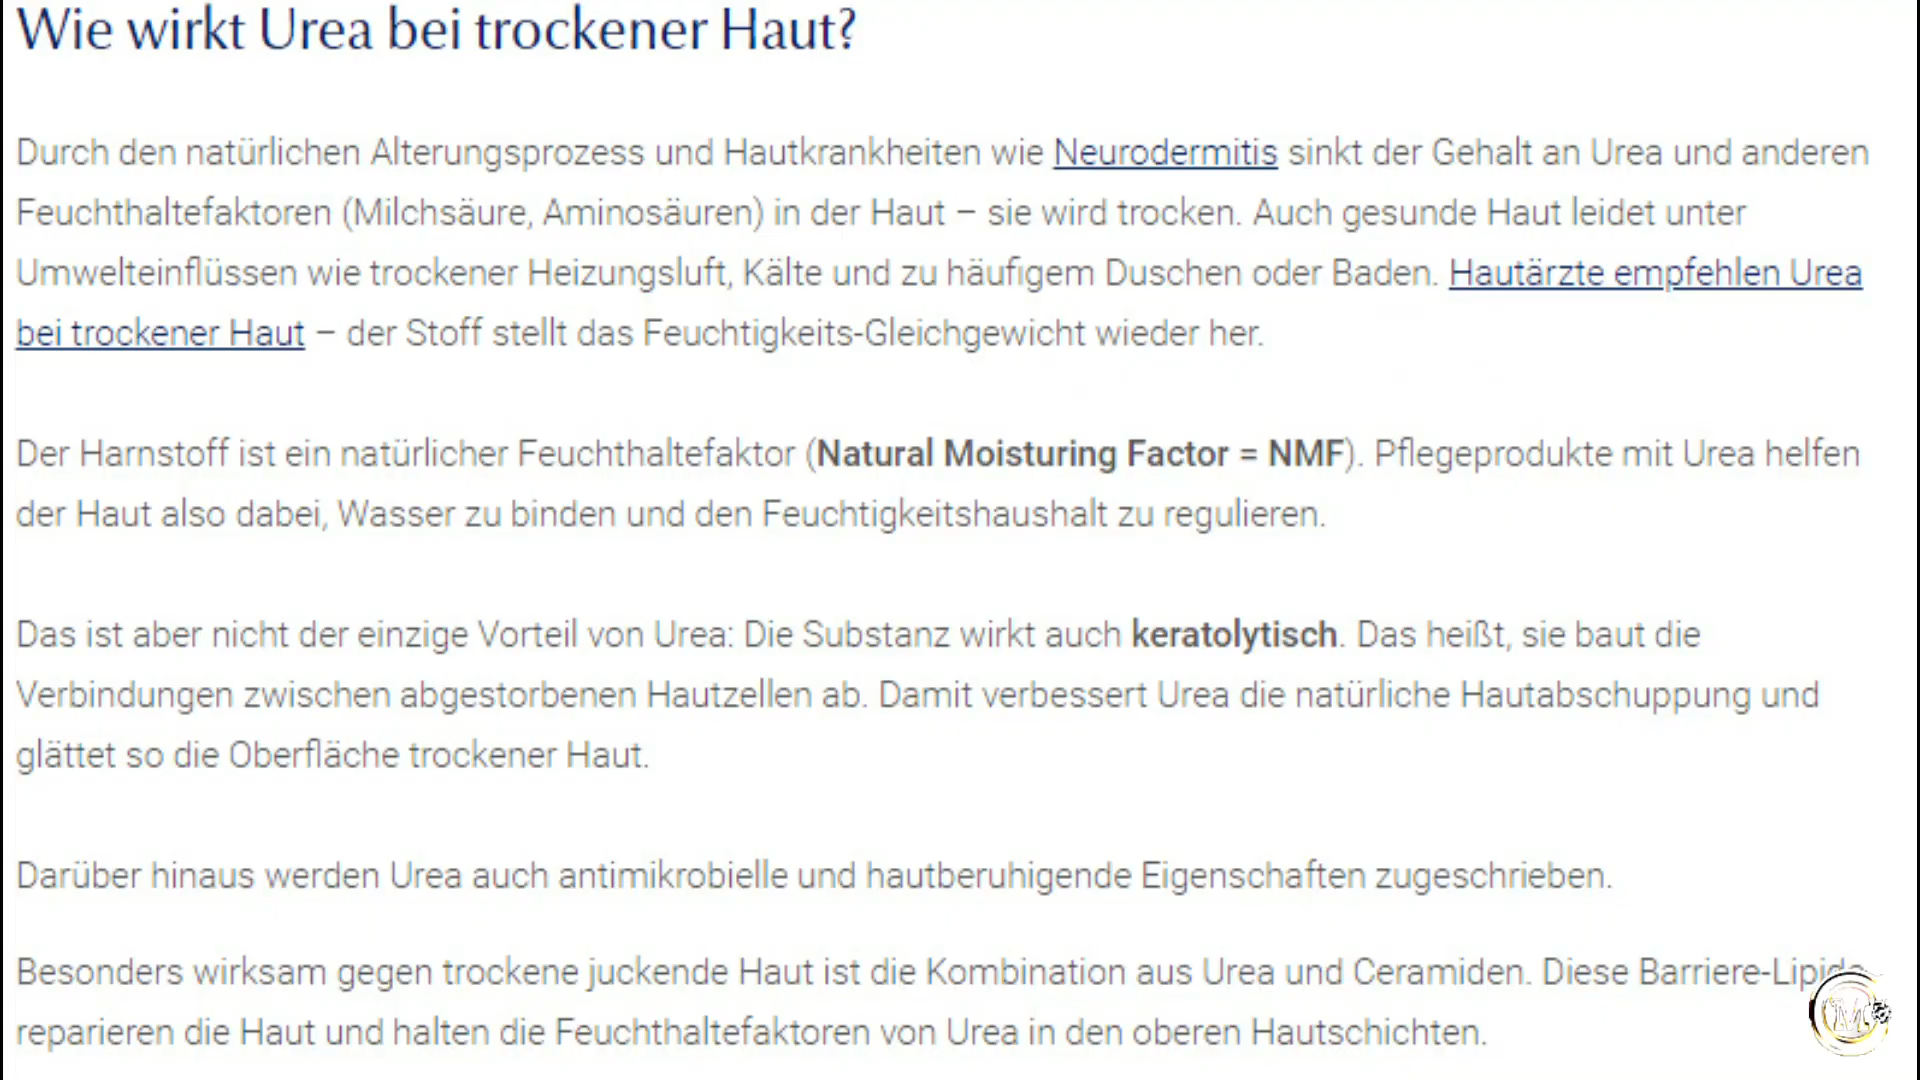 Wie wirkt Urea bei trockener Haut?
Durch den natürlichen Alterungsprozess und Hautkrankheiten wie Neurodermitis sinkt der Gehalt an Urea und anderen
Feuchthaltefaktoren (Milchsäure, Aminosäuren) in der Haut – sie wird trocken. Auch gesunde Haut leidet unter
Umwelteinflüssen wie trockener Heizungsluft, Kälte und zu häufigem Duschen oder Baden. Hautärzte empfehlen Urea
bei trockener Haut – der Stoff stellt das Feuchtigkeits-Gleichgewicht wieder her.
Der Harnstoff ist ein natürlicher Feuchthaltefaktor (Natural Moisturing Factor = NMF). Pflegeprodukte mit Urea helfen
der Haut also dabei, Wasser zu binden und den Feuchtigkeitshaushalt zu regulieren.
Das ist aber nicht der einzige Vorteil von Urea: Die Substanz wirkt auch keratolytisch. Das heißt, sie baut die
Verbindungen zwischen abgestorbenen Hautzellen ab. Damit verbessert Urea die natürliche Hautabschuppung und
glättet so die Oberfläche trockener Haut.
Darüber hinaus werden Urea auch antimikrobielle und hautberuhigende Eigenschaften zugeschrieben.
Besonders wirksam gegen trockene juckende Haut ist die Kombination aus Urea und Ceramiden. Diese Barriere-Lipide
reparieren die Haut und halten die Feuchthaltefaktoren von Urea in den oberen Hautschichten.